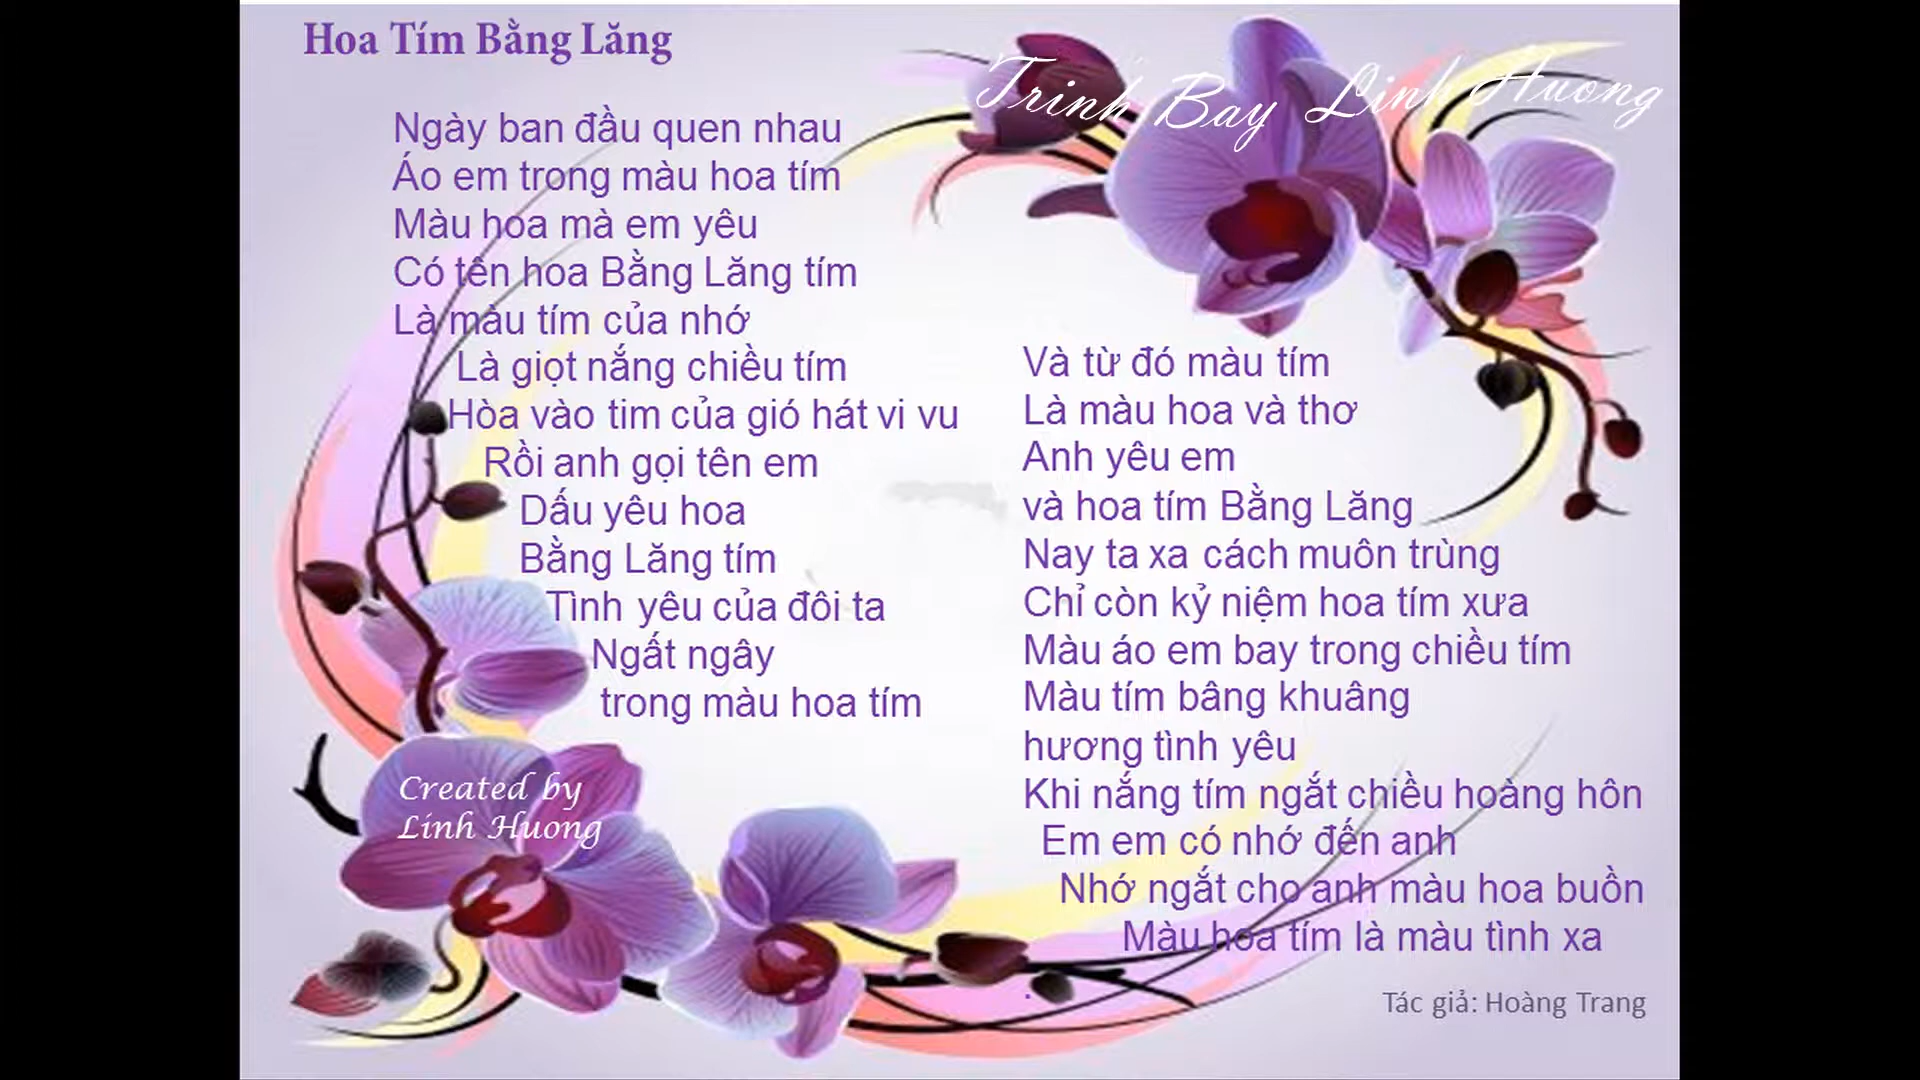 Hoa Tím Bằng Lăng
Trinh Bay Linh Huong
Ngày ban đầu quen nhau
Áo em trong màu hoa tím
Màu hoa mà em yêu
Có tên hoa Bằng Lăng tím
Là màu tím của nhớ
Là giọt nắng chiều tím
Hòa vào tim của gió hát vi vu
Rồi anh gọi tên em
Dấu yêu hoa
Bằng Lăng tím
Tình yêu của đôi ta
Ngất ngây
trong màu hoa tím
Created by
Linh Huong
Và từ đó màu tím
Là màu hoa và thơ
Anh yêu em
và hoa tím Bằng Lăng
Nay ta xa cách muôn trùng
Chỉ còn kỷ niệm hoa tím xưa
Màu áo em bay trong chiều tím
Màu tím bâng khuâng
hương tình yêu
Khi nắng tím ngắt chiều hoàng hôn
Em em có nhớ đến anh
Nhớ ngắt cho anh màu hoa buồn
Màu hoa tím là màu tình xa
.
Tác giả: Hoàng Trang